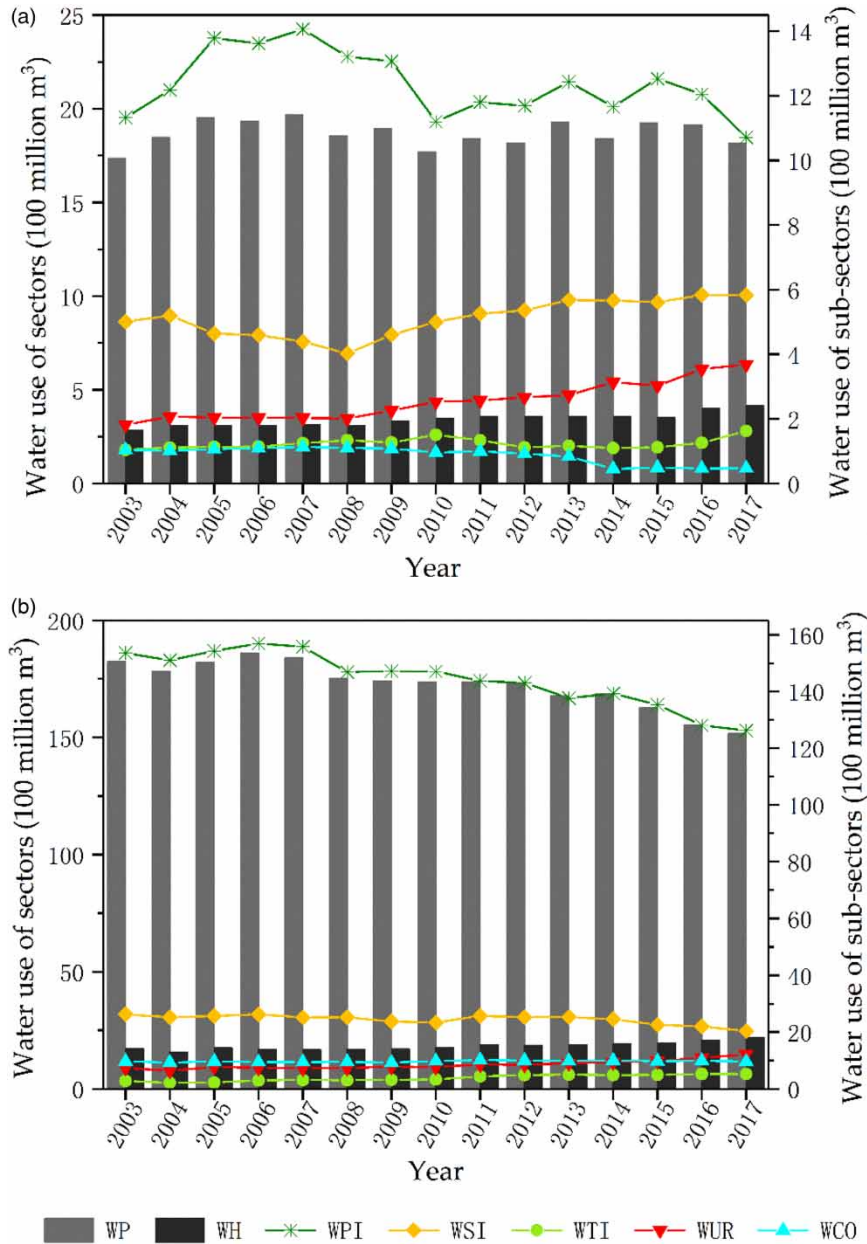 (a)
25
20
15
10
5
0
Water use of sectors (100 million m³)
14
12
10
8
6
4
2
0
Water use of sub-sectors (100 million m³)
2003 2004 2005 2006 2007 2008 2009 2010 2011 2012 2013 2014 2015 2016 2017
Year
(b)
200
150
100
50
0
Water use of sectors (100 million m³)
160
140
120
100
80
60
40
20
0
Water use of sub-sectors (100 million m³)
2003 2004 2005 2006 2007 2008 2009 2010 2011 2012 2013 2014 2015 2016 2017
Year
WP WH WPI WSI WTI WUR WCO